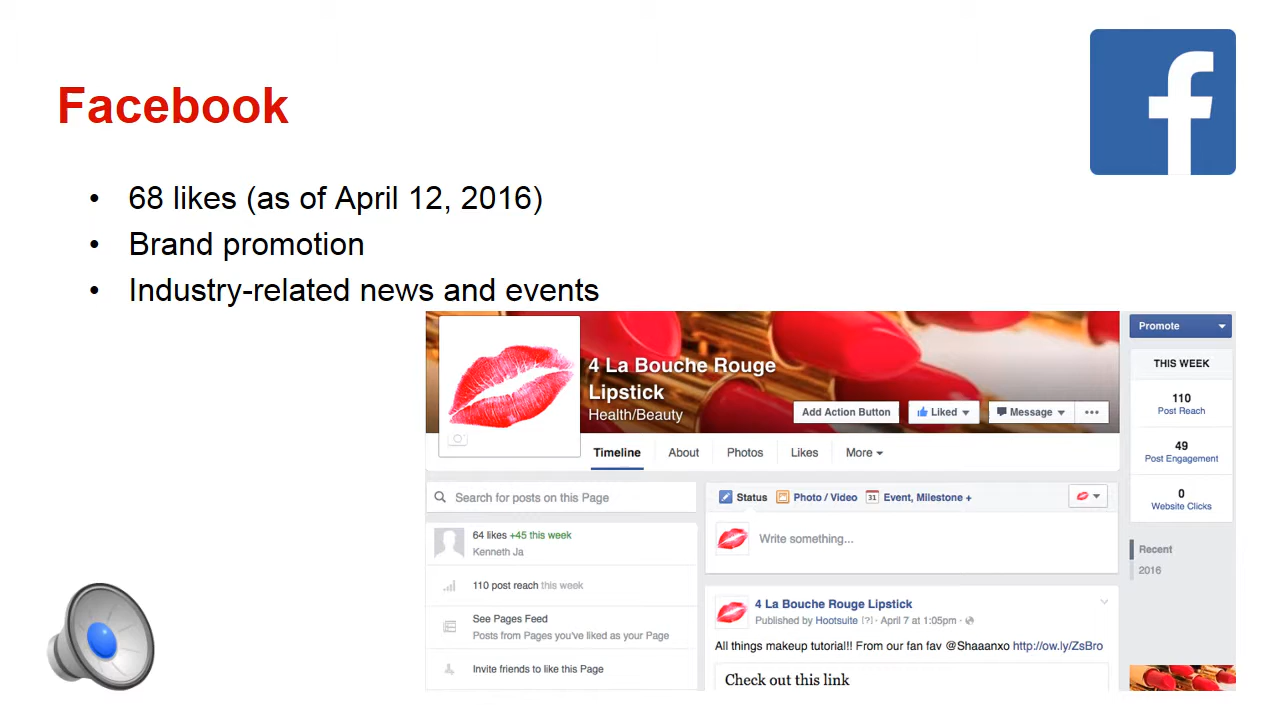 Facebook
• 68 likes (as of April 12, 2016)
• Brand promotion
• Industry-related news and events
4 La Bouche Rouge
Lipstick
Health/Beauty
Add Action Button
Liked
Message
Timeline
About
Photos
Likes
More
Promote
THIS WEEK
110
Post Reach
49
Post Engagement
0
Website Clicks
Recent
2016
Search for posts on this Page
64 likes +45 this week
Kenneth Ja
110 post reach this week
See Pages Feed
Posts from Pages you've liked as your Page
Invite friends to like this Page
Status
Photo / Video
31
Event, Milestone +
Write something...
4 La Bouche Rouge Lipstick
Published by Hootsuite [?] · April 7 at 1:05pm ·
All things makeup tutorial!! From our fan fav @Shaaanxo http://ow.ly/ZsBro
Check out this link